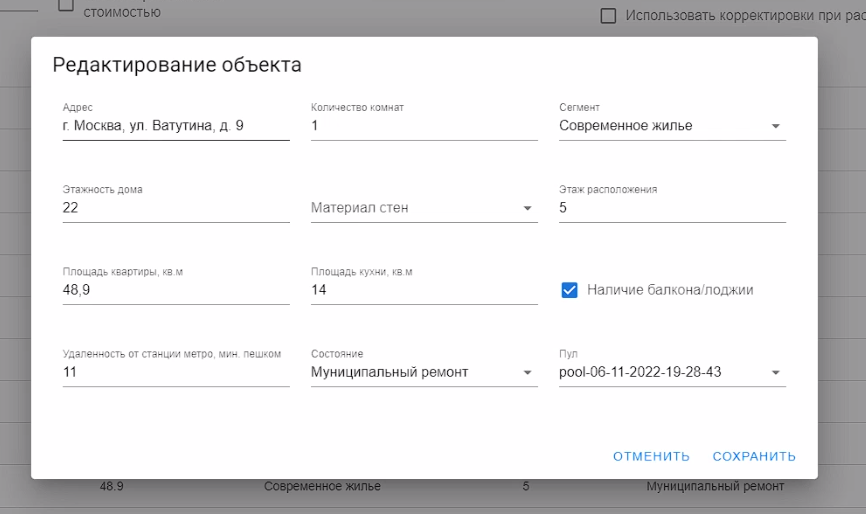 стоимостью
Использовать корректировки при рас
Редактирование объекта
Адрес
Количество комнат
Сегмент
г. Москва, ул. Ватутина, д. 9
1
Современное жилье
Этажность дома
Этаж расположения
22
Материал стен
5
Площадь квартиры, кв.м
Площадь кухни, кв.м
48,9
14
Наличие балкона/лоджии
Удаленность от станции метро, мин. пешком
Состояние
Пул
11
Муниципальный ремонт
pool-06-11-2022-19-28-43
ОТМЕНИТЬ
СОХРАНИТЬ
48.9
Современное жилье
5
Муниципальный ремонт